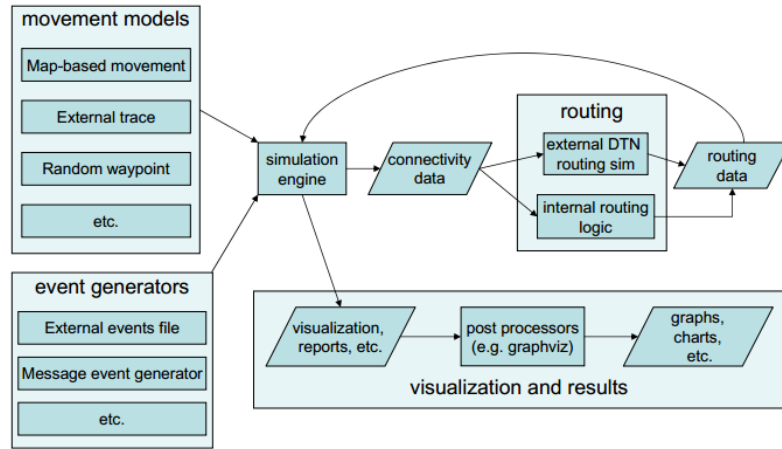 movement models
Map-based movement
External trace
Random waypoint
etc.
event generators
External events file
Message event generator
etc.
simulation
engine
connectivity
data
routing
external DTN
routing sim
internal routing
logic
routing
data
visualization,
reports, etc.
post processors
(e.g. graphviz)
graphs,
charts,
etc.
visualization and results